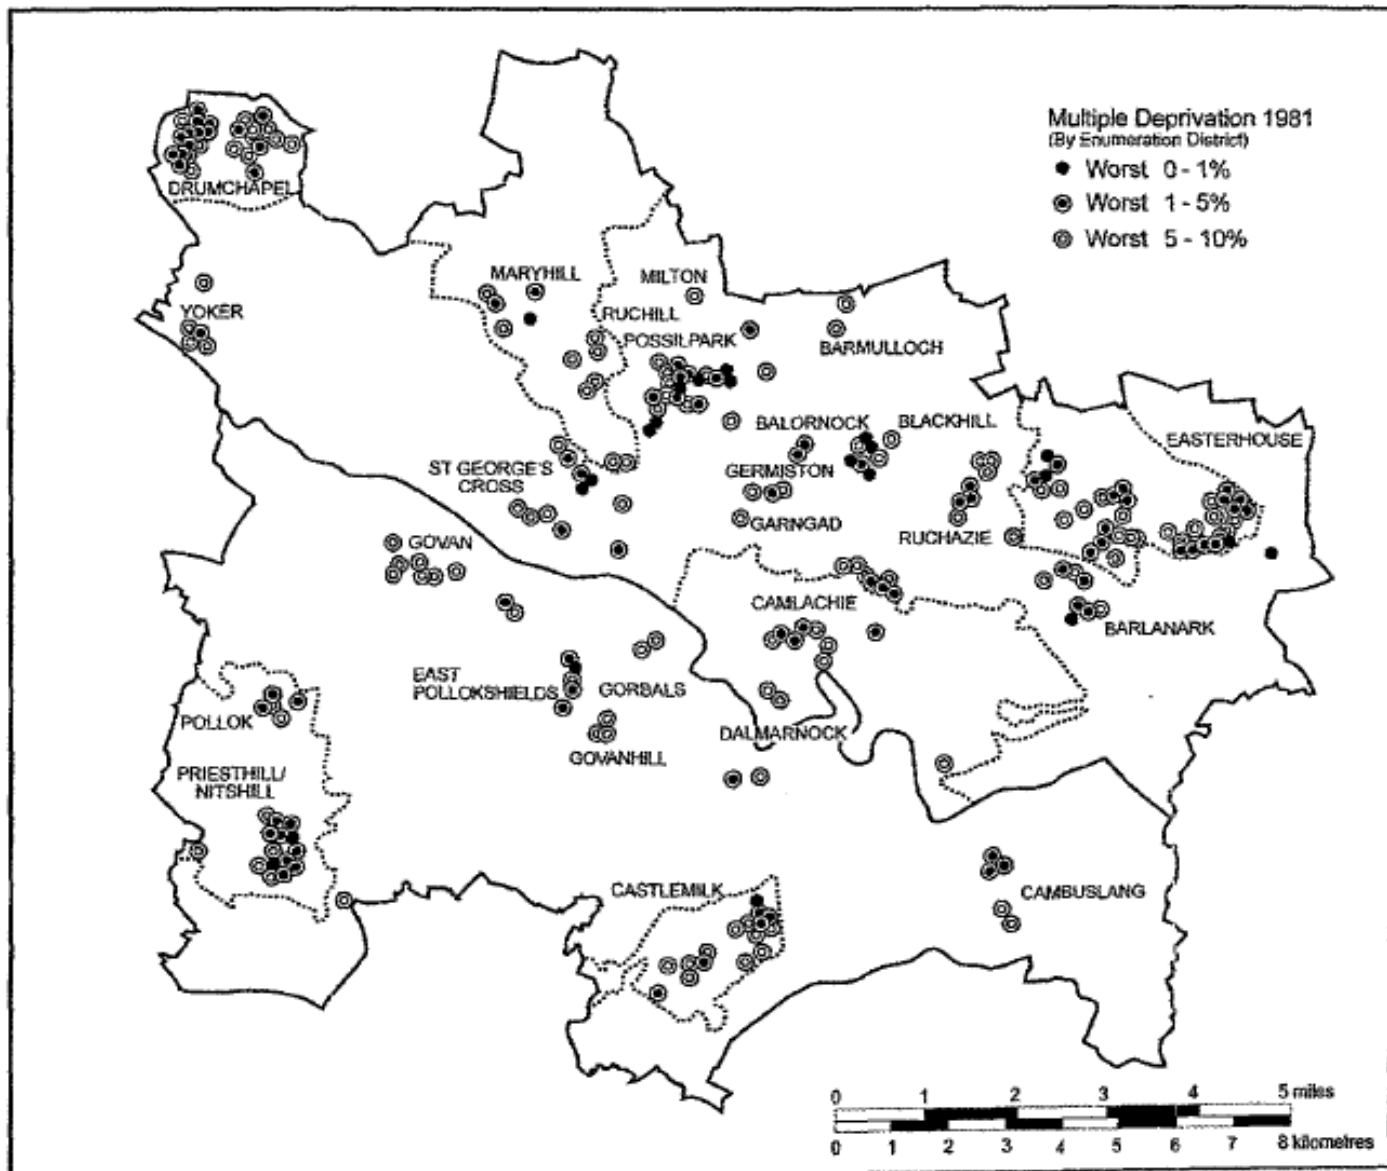 Multiple Deprivation 1981
(By Enumeration District)
Worst 0 - 1%
Worst 1 - 5%
Worst 5 - 10%
DRUMCHAPEL
YOKER
MARYHILL
MILTON
RUCHILL
POSSILPARK
BARMULLOCH
BALORNOCK
BLACKHILL
EASTERHOUSE
ST GEORGE'S
CROSS
GERMISTON
GARNGAD
RUCHAZIE
GOVAN
CAMLACHIE
BARLANARK
EAST
POLLOKSHIELDS
GORBALS
POLLOK
DALMARNOCK
GOVANHILL
PRIESTHILL/
NITSHILL
CASTLEMILK
CAMBUSLANG
0 1 2 3 4 5 miles
0 1 2 3 4 5 6 7 8 kilometres